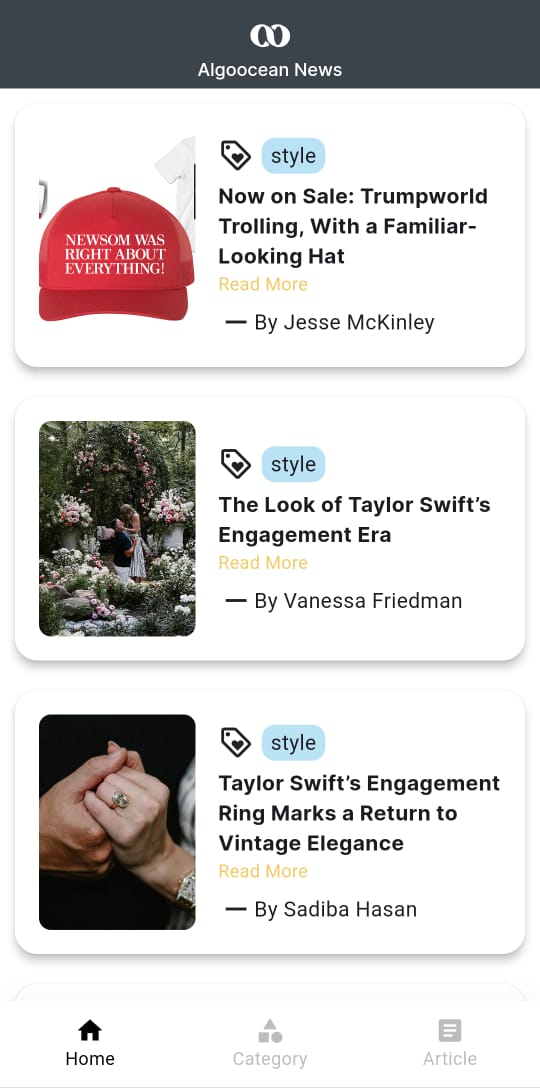 Algoocean News
style
Now on Sale: Trumpworld
Trolling, With a Familiar-
Looking Hat
Read More
— By Jesse McKinley
NEWSOM WAS
RIGHT ABOUT
EVERYTHING!
style
The Look of Taylor Swift’s
Engagement Era
Read More
— By Vanessa Friedman
style
Taylor Swift’s Engagement
Ring Marks a Return to
Vintage Elegance
Read More
— By Sadiba Hasan
Home
Category
Article